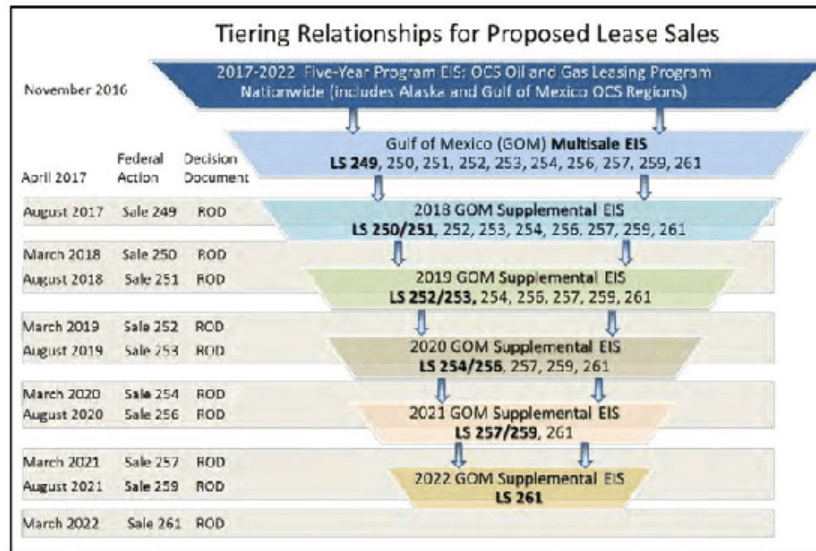 Tiering Relationships for Proposed Lease Sales
November 2016
2017-2022 Five-Year Program EIS: OCS Oil and Gas Leasing Program
Nationwide (includes Alaska and Gulf of Mexico OCS Regions)
Federal Action
Decision Document
April 2017
Gulf of Mexico (GOM) Multisale EIS
LS 249, 250, 251, 252, 253, 254, 256, 257, 259, 261
August 2017 Sale 249 ROD
2018 GOM Supplemental EIS
LS 250/251, 252, 253, 254, 256, 257, 259, 261
March 2018 Sale 250 ROD
August 2018 Sale 251 ROD
2019 GOM Supplemental EIS
LS 252/253, 254, 256, 257, 259, 261
March 2019 Sale 252 ROD
August 2019 Sale 253 ROD
2020 GOM Supplemental EIS
LS 254/256, 257, 259, 261
March 2020 Sale 254 ROD
August 2020 Sale 256 ROD
2021 GOM Supplemental EIS
LS 257/259, 261
March 2021 Sale 257 ROD
August 2021 Sale 259 ROD
2022 GOM Supplemental EIS
LS 261
March 2022 Sale 261 ROD